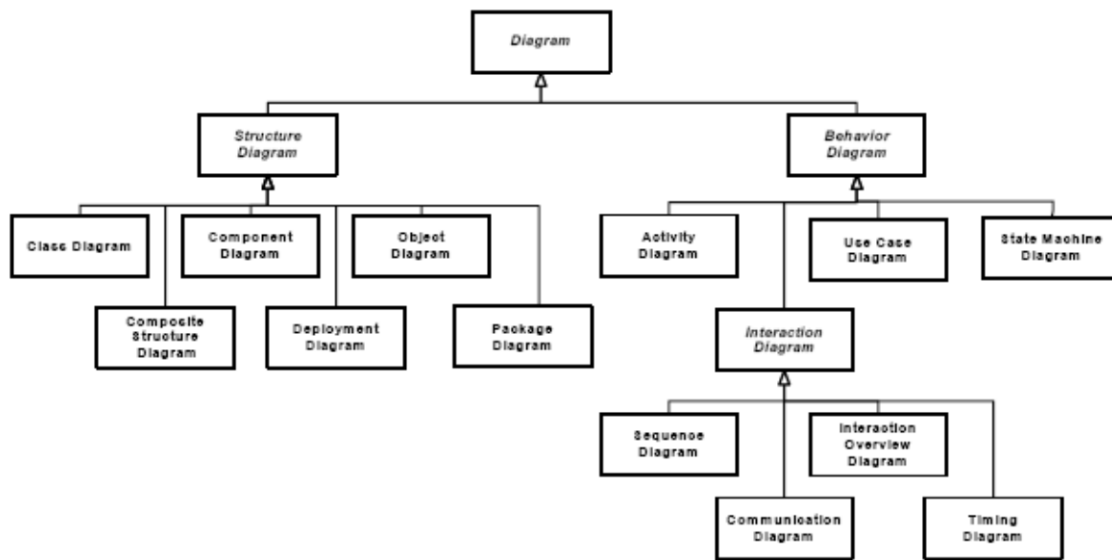 Diagram
Structure
Diagram
Behavior
Diagram
Class Diagram
Component
Diagram
Object
Diagram
Activity
Diagram
Use Case
Diagram
State Machine
Diagram
Composite
Structure
Diagram
Deployment
Diagram
Package
Diagram
Interaction
Diagram
Sequence
Diagram
Interaction
Overview
Diagram
Communication
Diagram
Timing
Diagram